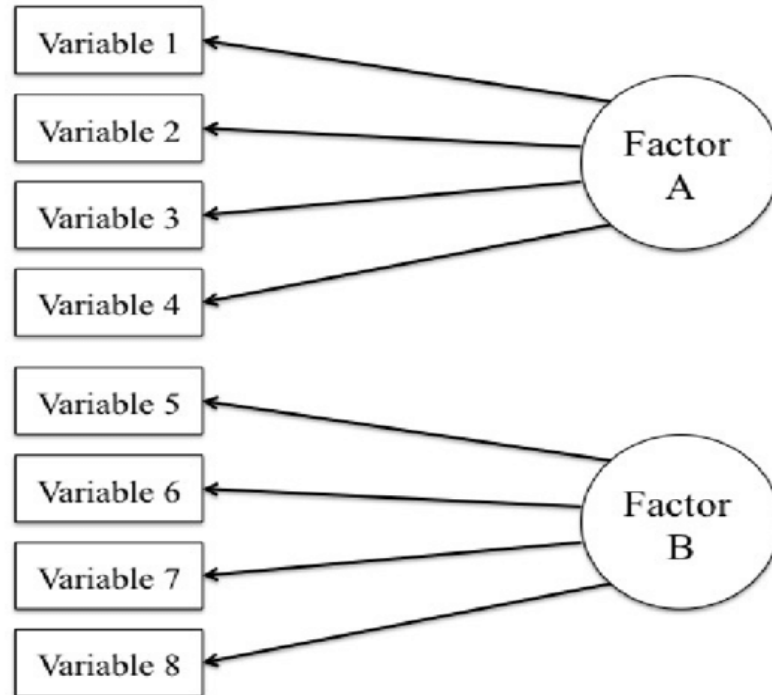 Variable 1
Variable 2
Variable 3
Variable 4
Factor
A
Variable 5
Variable 6
Variable 7
Variable 8
Factor
B